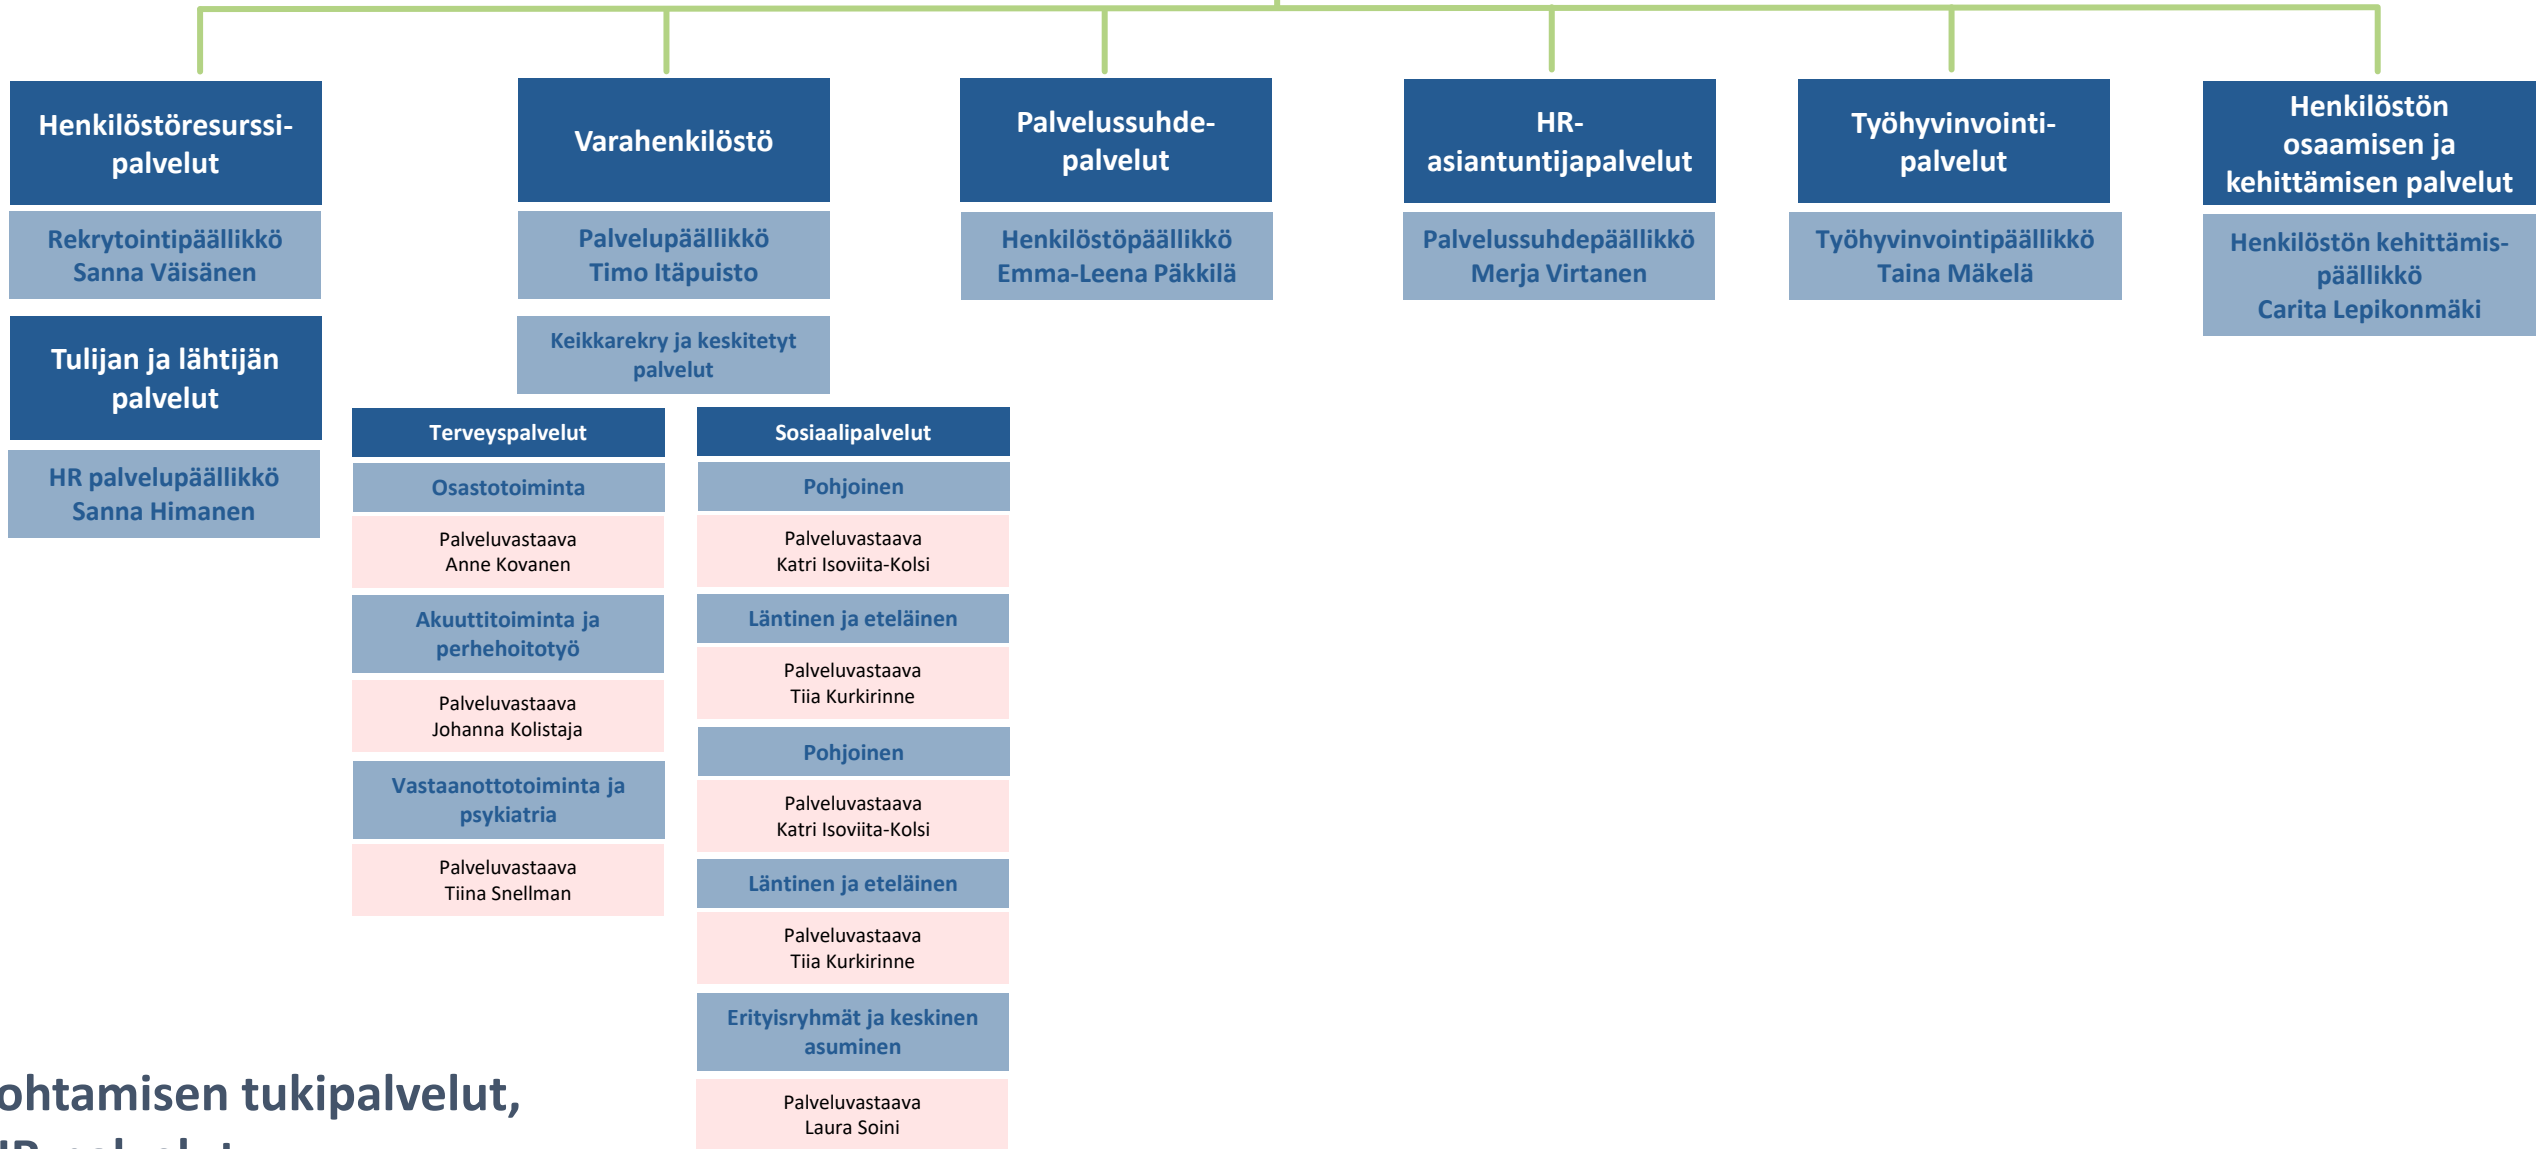 Henkilöstöresurssi-
palvelut
Rekrytointipäällikkö
Sanna Väisänen
Tulijan ja lähtijän
palvelut
HR palvelupäällikkö
Sanna Himanen
Varahenkilöstö
Palvelupäällikkö
Timo Itäpuisto
Keikkarekry ja keskitetyt
palvelut
Terveyspalvelut
Osastotoiminta
Palveluvastaava
Anne Kovanen
Akuuttitoiminta ja
perhehoitotyö
Palveluvastaava
Johanna Kolistaja
Vastaanottotoiminta ja
psykiatria
Palveluvastaava
Tiina Snellman
Sosiaalipalvelut
Pohjoinen
Palveluvastaava
Katri Isoviita-Kolsi
Läntinen ja eteläinen
Palveluvastaava
Tiia Kurkirinne
Pohjoinen
Palveluvastaava
Katri Isoviita-Kolsi
Läntinen ja eteläinen
Palveluvastaava
Tiia Kurkirinne
Erityisryhmät ja keskinen
asuminen
Palveluvastaava
Laura Soini
Palvelussuhde-
palvelut
Henkilöstöpäällikkö
Emma-Leena Päkkilä
HR-
asiantuntijapalvelut
Palvelussuhdepäällikkö
Merja Virtanen
Työhyvinvointi-
palvelut
Työhyvinvointipäällikkö
Taina Mäkelä
Henkilöstön
osaamisen ja
kehittämisen palvelut
Henkilöstön kehittämis-
päällikkö
Carita Lepikonmäki
ohtamisen tukipalvelut,